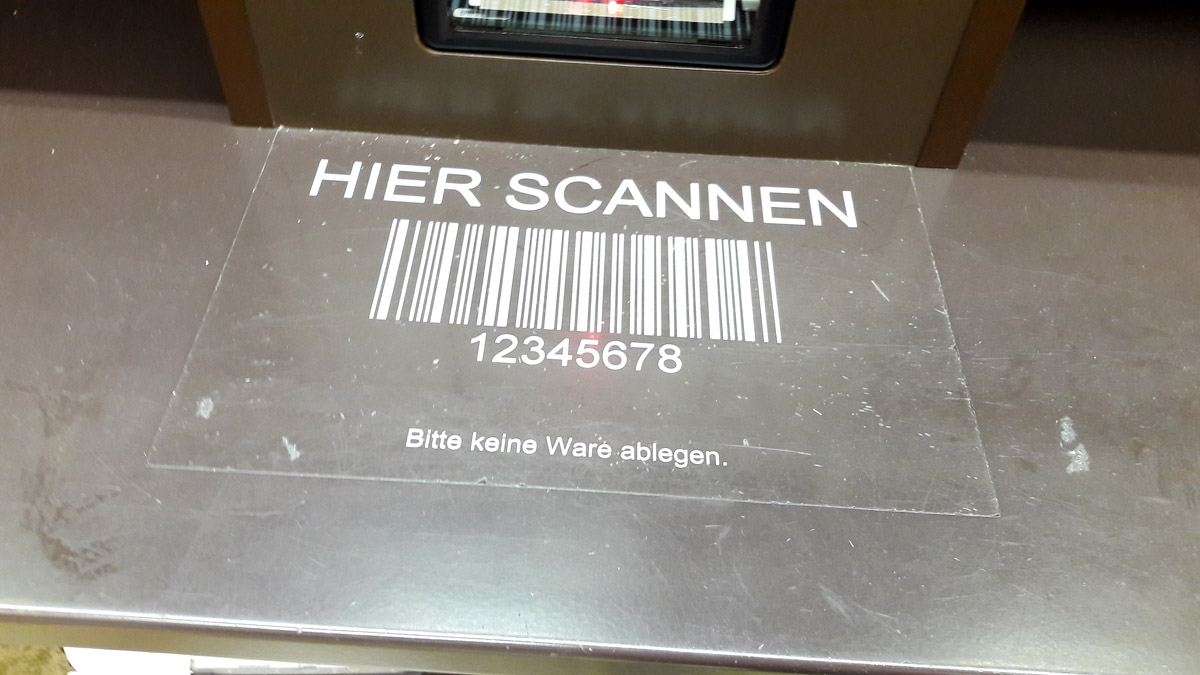 HIER SCANNEN
12345678
Bitte keine Ware ablegen.